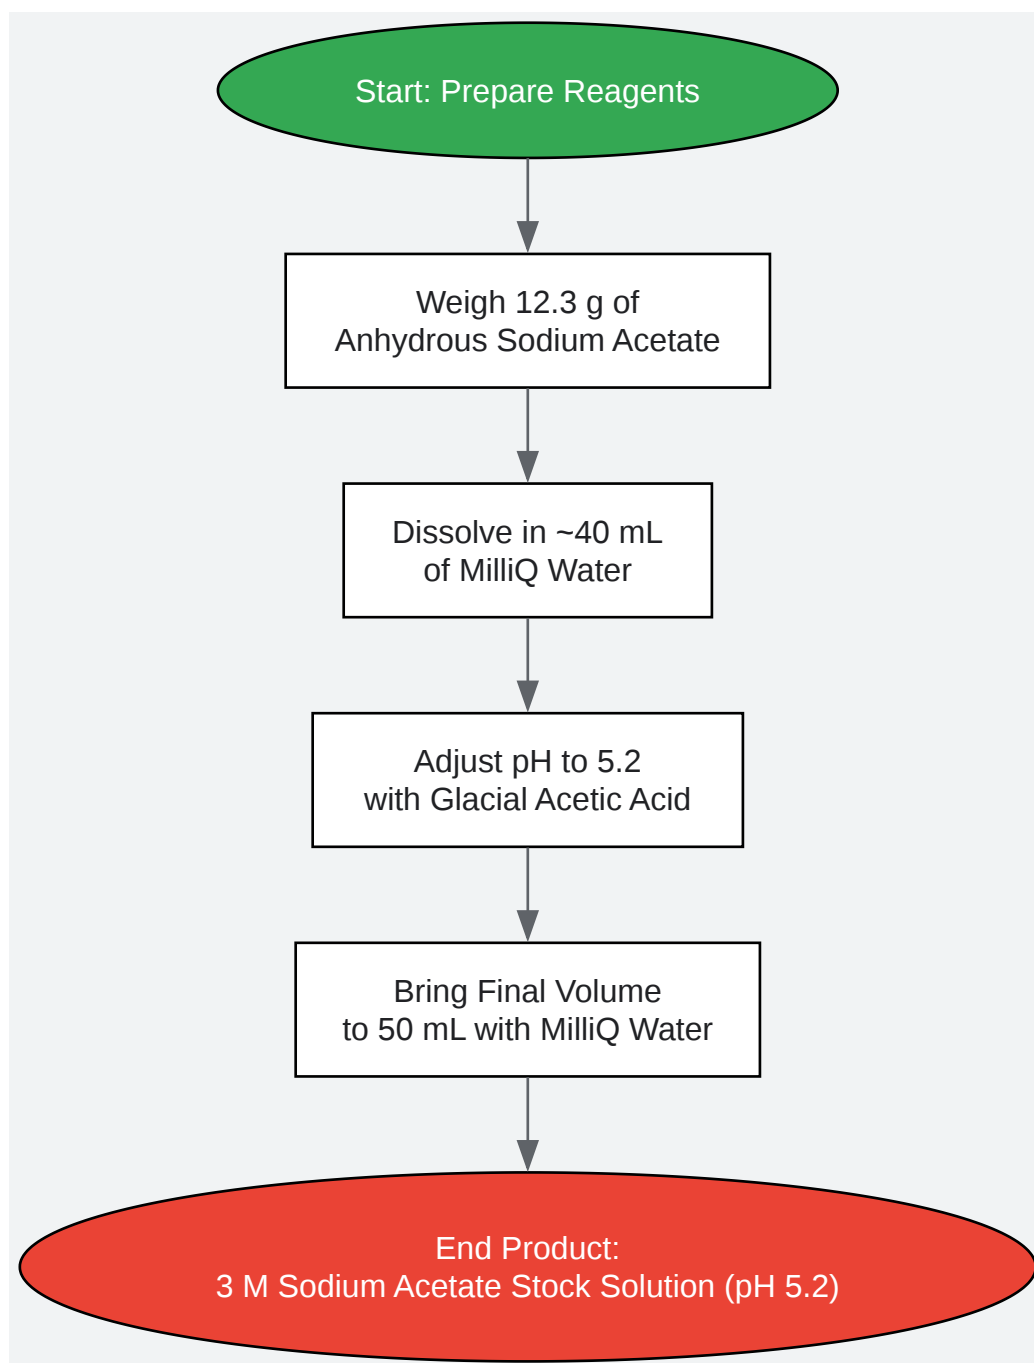 Start: Prepare Reagents
Weigh 12.3 g of
Anhydrous Sodium Acetate
Dissolve in ~40 mL
of MilliQ Water
Adjust pH to 5.2
with Glacial Acetic Acid
Bring Final Volume
to 50 mL with MilliQ Water
End Product:
3 M Sodium Acetate Stock Solution (pH 5.2)